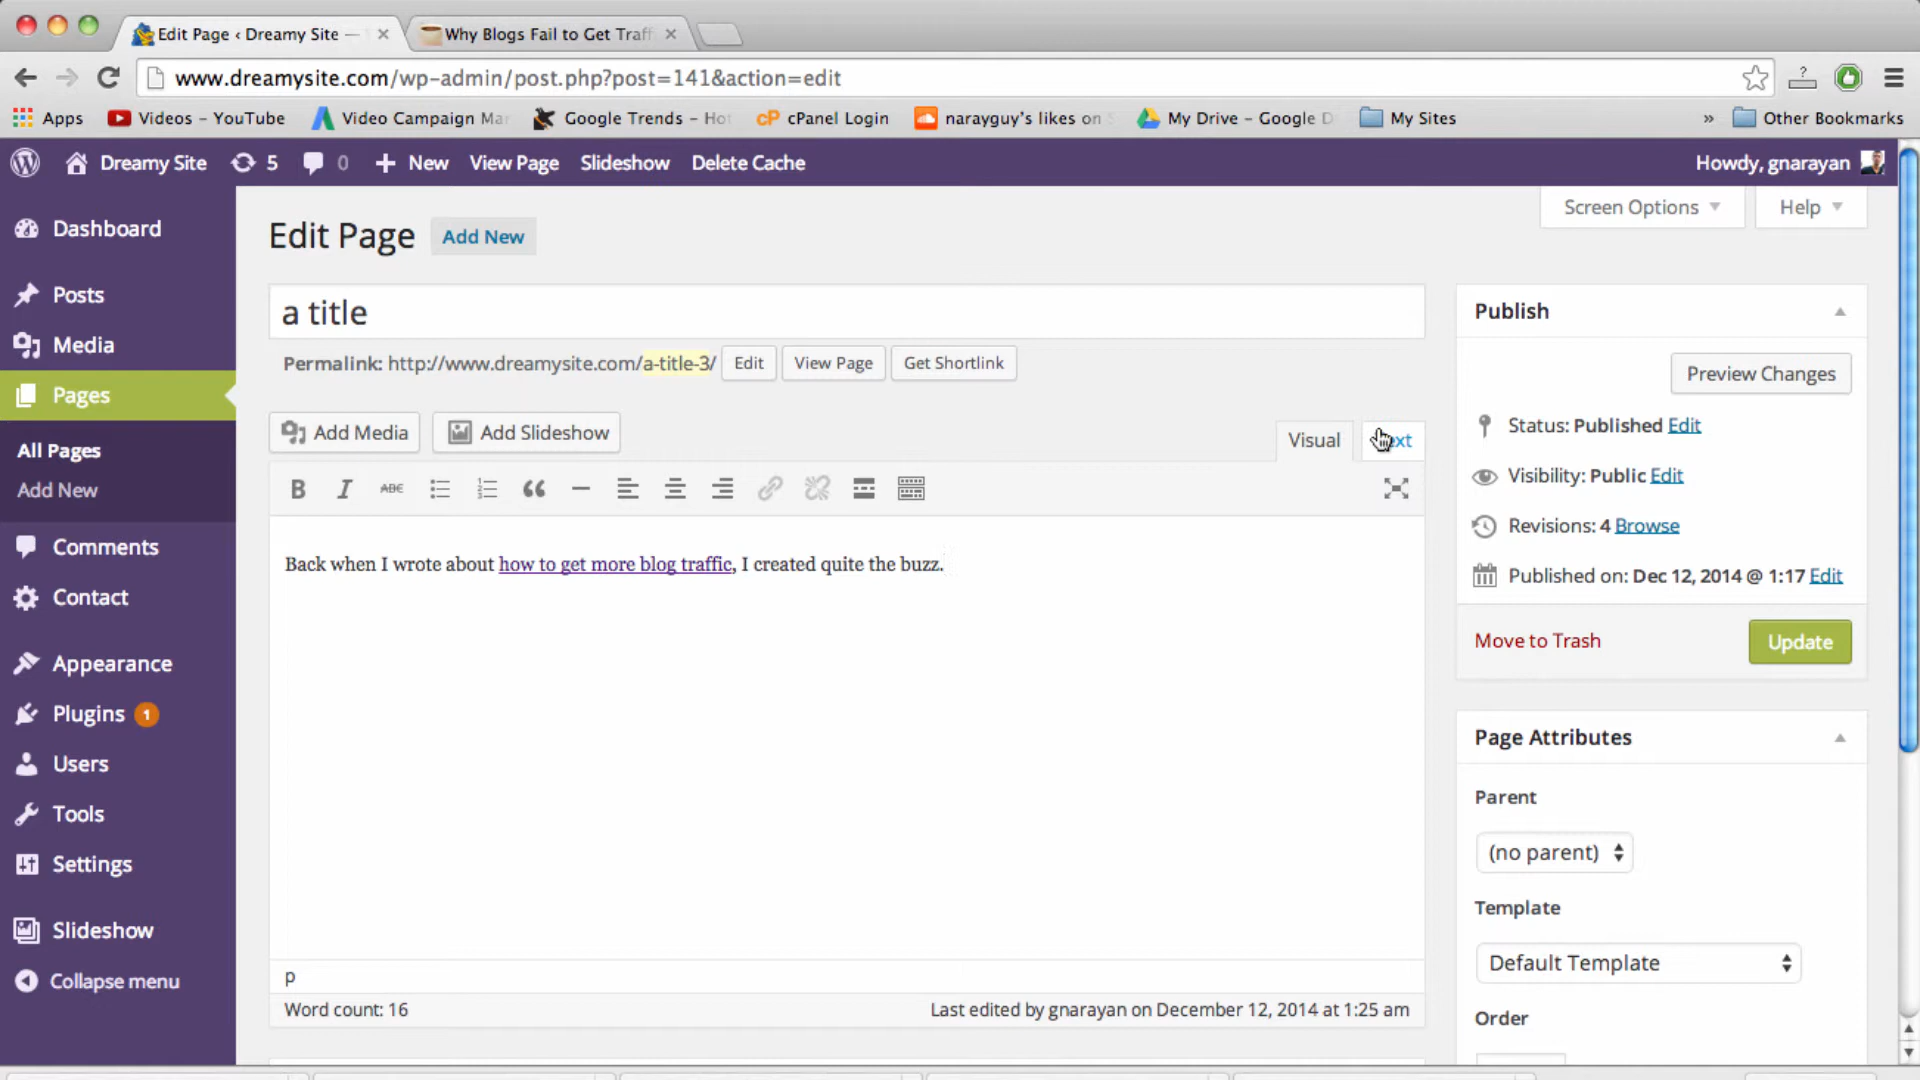 Edit Page ‹ Dreamy Site —
Why Blogs Fail to Get Traf
www.dreamysite.com/wp-admin/post.php?post=141&action=edit
Apps
Videos – YouTube
Video Campaign Ma
Google Trends – Ho
cPanel Login
narayguy's likes on
My Drive – Google D
My Sites
»
Other Bookmarks
Dreamy Site
5
0
New
View Page
Slideshow
Delete Cache
Howdy, gnarayan
Screen Options
Help
Dashboard
Posts
Media
Pages
All Pages
Add New
Comments
Contact
Appearance
Plugins 1
Users
Tools
Settings
Slideshow
Collapse menu
Edit Page
Add New
a title
Permalink: http://www.dreamysite.com/a-title-3/
Edit
View Page
Get Shortlink
Add Media
Add Slideshow
Visual
B
I
ABC
Back when I wrote about how to get more blog traffic, I created quite the buzz.
p
Word count: 16
Last edited by gnarayan on December 12, 2014 at 1:25 am
Publish
Preview Changes
Status: Published Edit
Visibility: Public Edit
Revisions: 4 Browse
Published on: Dec 12, 2014 @ 1:17 Edit
Move to Trash
Update
Page Attributes
Parent
(no parent)
Template
Default Template
Order